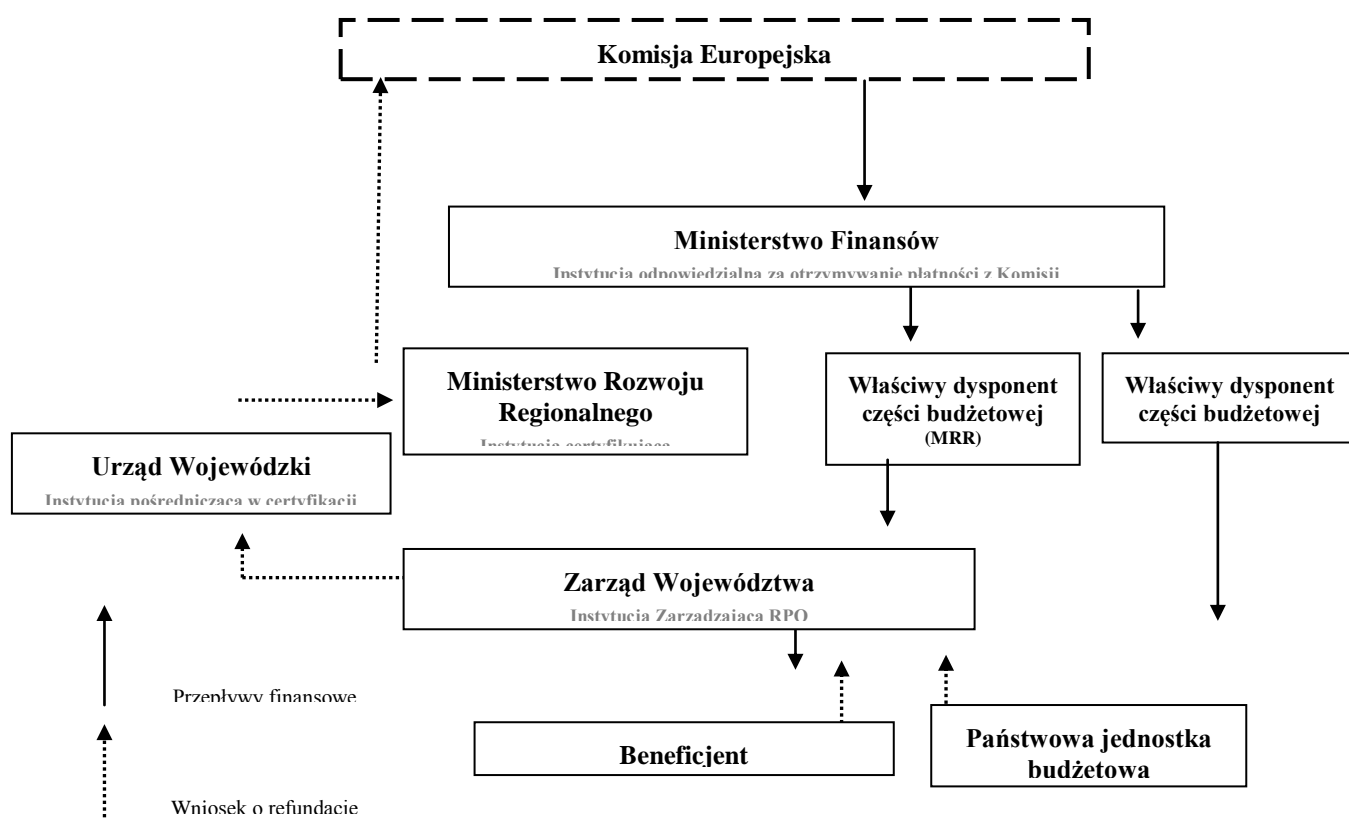 Komisja Europejska
Ministerstwo Finansów
Instytucja odpowiedzialna za otrzymywanie płatności z Komisji
Ministerstwo Rozwoju
Regionalnego
Instytucja certyfikująca
Właściwy dysponent
części budżetowej
(MRR)
Właściwy dysponent
części budżetowej
Urząd Wojewódzki
Instytucja pośrednicząca w certyfikacji
Zarząd Województwa
Instytucja Zarządzająca RPO
Przepływy finansowe
Beneficjent
Państwowa jednostka
budżetowa
Wniosek o refundację